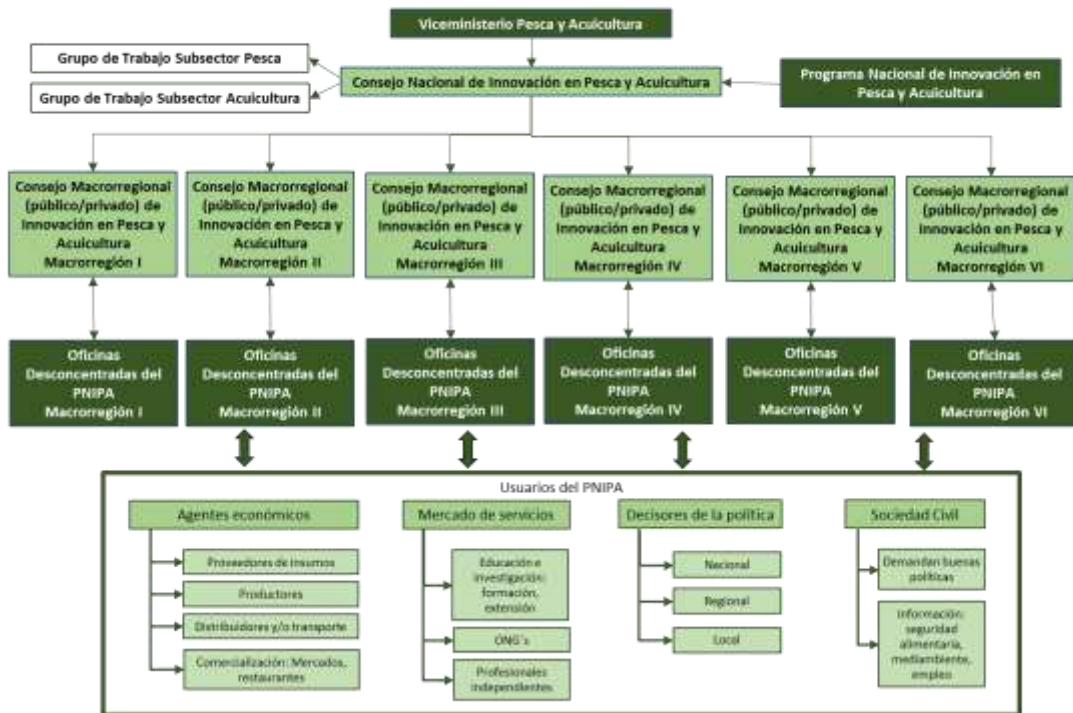 Viceministerio Pesca y Acuicultura
Grupo de Trabajo Subsector Pesca
Grupo de Trabajo Subsector Acuicultura
Consejo Nacional de Innovación en Pesca y Acuicultura
Programa Nacional de Innovación en
Pesca y Acuicultura
Consejo Macrorregional
(público/privado) de
Innovación en Pesca y
Acuicultura
Macrorregión I
Consejo Macrorregional
(público/privado) de
Innovación en Pesca y
Acuicultura
Macrorregión II
Consejo Macrorregional
(público/privado) de
Innovación en Pesca y
Acuicultura
Macrorregión III
Consejo Macrorregional
(público/privado) de
Innovación en Pesca y
Acuicultura
Macrorregión IV
Consejo Macrorregional
(público/privado) de
Innovación en Pesca y
Acuicultura
Macrorregión V
Consejo Macrorregional
(público/privado) de
Innovación en Pesca y
Acuicultura
Macrorregión VI
Oficinas
Desconcentradas del
PNIPA
Macrorregión I
Oficinas
Desconcentradas del
PNIPA
Macrorregión II
Oficinas
Desconcentradas del
PNIPA
Macrorregión III
Oficinas
Desconcentradas del
PNIPA
Macrorregión IV
Oficinas
Desconcentradas del
PNIPA
Macrorregión V
Oficinas
Desconcentradas del
PNIPA
Macrorregión VI
Usuarios del PNIPA
Agentes económicos
Proveedores de insumos
Productores
Distribuidores y/o transporte
Comercialización: Mercados,
restaurantes
Mercado de servicios
Educación e
investigación:
formación,
extensión
ONG´s
Profesionales
independientes
Decisores de la política
Nacional
Regional
Local
Sociedad Civil
Demandan buenas
políticas
Información:
seguridad
alimentaria,
mediambiente,
empleo